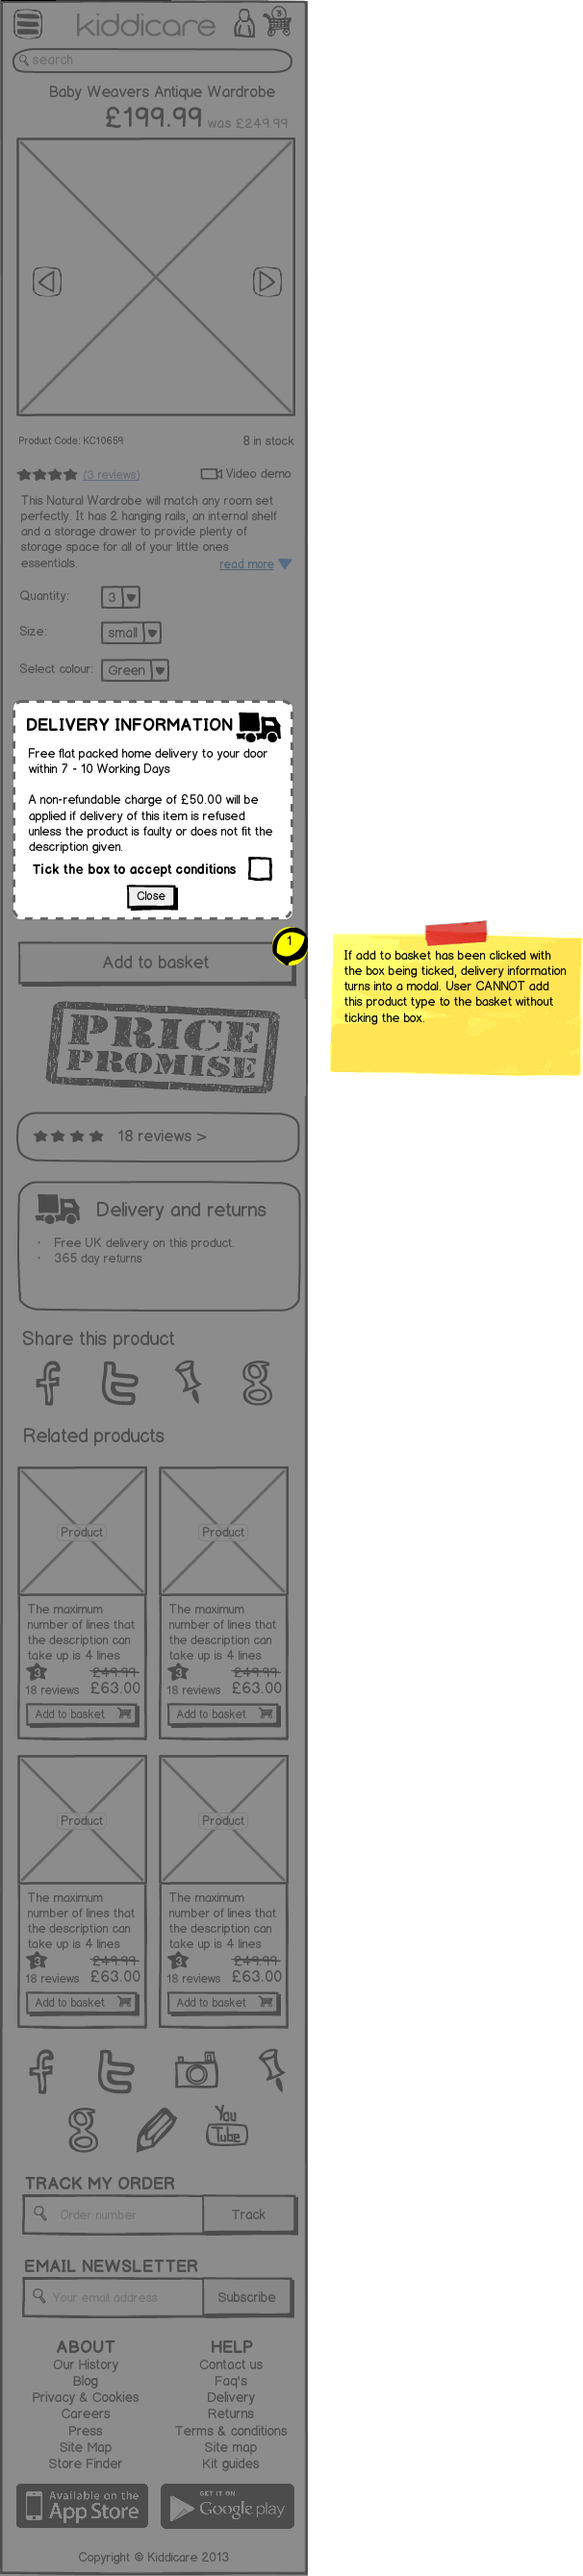 kiddicare
3
search
Baby Weavers Antique Wardrobe
£199.99 was £249.99
Product Code: KC10659
8 in stock
(3 reviews)
Video demo
This Natural Wardrobe will match any room set
perfectly. It has 2 hanging rails, an internal shelf
and a storage drawer to provide plenty of
storage space for all of your little ones
essentials.
read more
Quantity: 3
Size: small
Select colour: Green
DELIVERY INFORMATION
Free flat packed home delivery to your door
within 7 - 10 Working Days
A non-refundable charge of £50.00 will be
applied if delivery of this item is refused
unless the product is faulty or does not fit the
description given.
Tick the box to accept conditions
Close
1
Add to basket
If add to basket has been clicked with
the box being ticked, delivery information
turns into a modal. User CANNOT add
this product type to the basket without
ticking the box.
PRICE
PROMISE
18 reviews >
Delivery and returns
· Free UK delivery on this product.
· 365 day returns
Share this product
Related products
Product
The maximum
number of lines that
the description can
take up is 4 lines
3
£49.99
18 reviews £63.00
Add to basket
Product
The maximum
number of lines that
the description can
take up is 4 lines
3
£49.99
18 reviews £63.00
Add to basket
Product
The maximum
number of lines that
the description can
take up is 4 lines
3
£49.99
18 reviews £63.00
Add to basket
Product
The maximum
number of lines that
the description can
take up is 4 lines
3
£49.99
18 reviews £63.00
Add to basket
You
Tube
TRACK MY ORDER
Order number
Track
EMAIL NEWSLETTER
Your email address
Subscribe
ABOUT
Our History
Blog
Privacy & Cookies
Careers
Press
Site Map
Store Finder
HELP
Contact us
Faq's
Delivery
Returns
Terms & conditions
Site map
Kit guides
Available on the
App Store
GET IT ON
Google play
Copyright © Kiddicare 2013